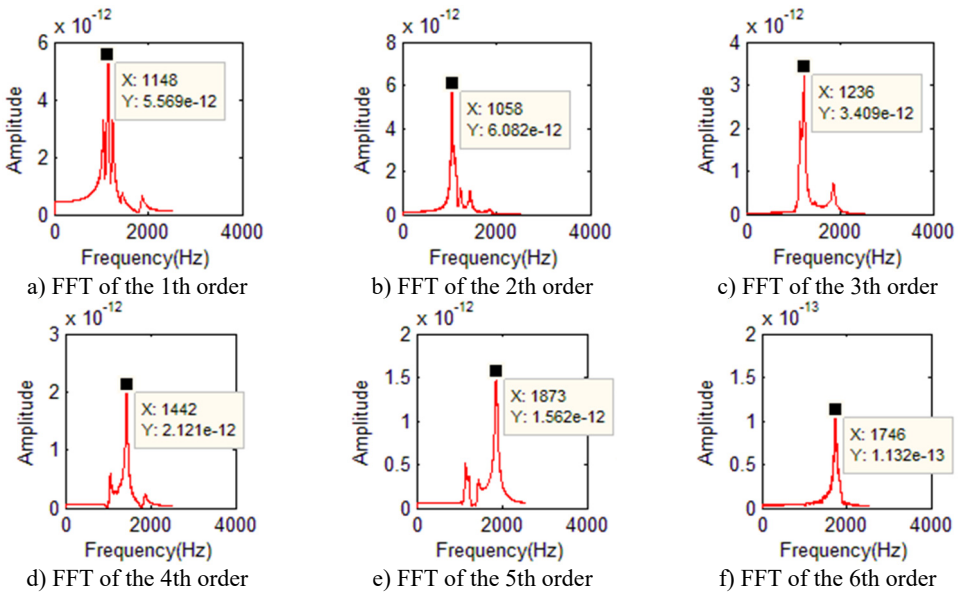 x 10^-12
6
4
2
0
Amplitude
X: 1148
Y: 5.569e-12
0 2000 4000
Frequency(Hz)
a) FFT of the 1th order
x 10^-12
8
6
4
2
0
Amplitude
X: 1058
Y: 6.082e-12
0 2000 4000
Frequency(Hz)
b) FFT of the 2th order
x 10^-12
4
3
2
1
0
Amplitude
X: 1236
Y: 3.409e-12
0 2000 4000
Frequency(Hz)
c) FFT of the 3th order
x 10^-12
3
2
1
0
Amplitude
X: 1442
Y: 2.121e-12
0 2000 4000
Frequency(Hz)
d) FFT of the 4th order
x 10^-12
2
1.5
1
0.5
0
Amplitude
X: 1873
Y: 1.562e-12
0 2000 4000
Frequency(Hz)
e) FFT of the 5th order
x 10^-13
2
1.5
1
0.5
0
Amplitude
X: 1746
Y: 1.132e-13
0 2000 4000
Frequency(Hz)
f) FFT of the 6th order